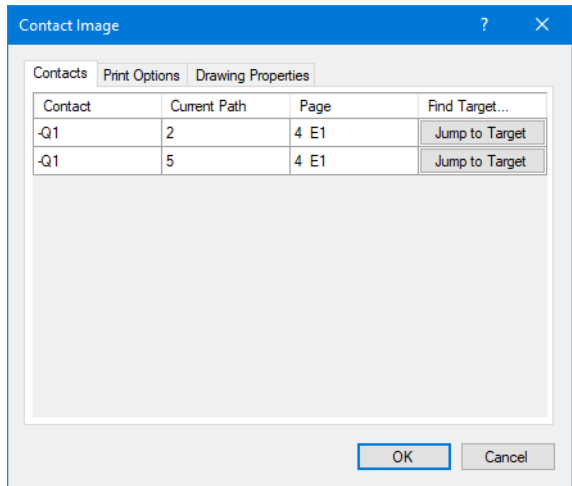 Contact Image ?
Contacts Print Options Drawing Properties
Contact Current Path Page Find Target...
-Q1 2 4 E1 Jump to Target
-Q1 5 4 E1 Jump to Target
OK Cancel